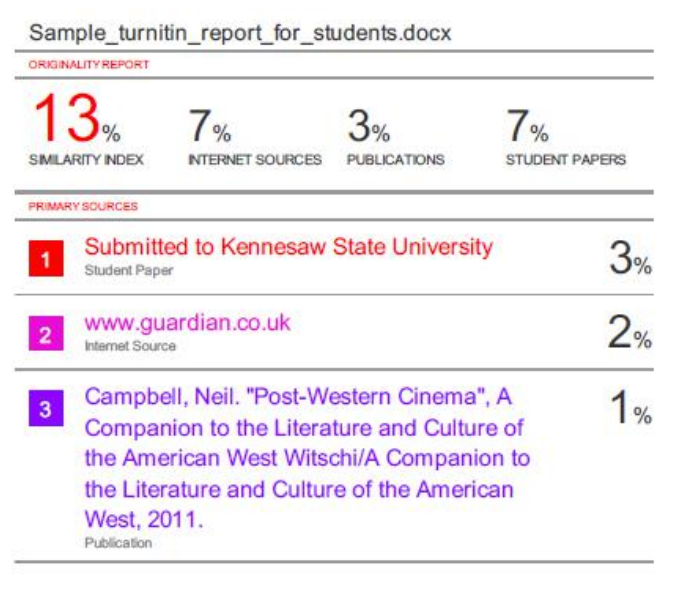 Sample_turnitin_report_for_students.docx
ORIGINALITY REPORT
13% 7% 3% 7%
SIMILARITY INDEX INTERNET SOURCES PUBLICATIONS STUDENT PAPERS
PRIMARY SOURCES
1 Submitted to Kennesaw State University 3%
Student Paper
2 www.guardian.co.uk 2%
Internet Source
3 Campbell, Neil. "Post-Western Cinema", A 1%
Companion to the Literature and Culture of
the American West Witschi/A Companion to
the Literature and Culture of the American
West, 2011.
Publication